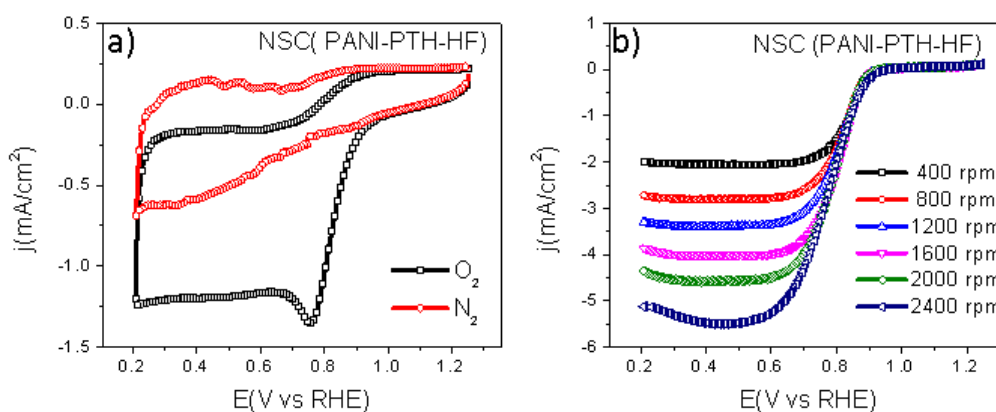 a)
NSC( PANI-PTH-HF)
0.5
0.0
-0.5
-1.0
-1.5
j(mA/cm²)
O₂
N₂
0.2 0.4 0.6 0.8 1.0 1.2
E(V vs RHE)
b)
NSC (PANI-PTH-HF)
1
0
-1
-2
-3
-4
-5
-6
j(mA/cm²)
400 rpm
800 rpm
1200 rpm
1600 rpm
2000 rpm
2400 rpm
0.2 0.4 0.6 0.8 1.0 1.2
E(V vs RHE)